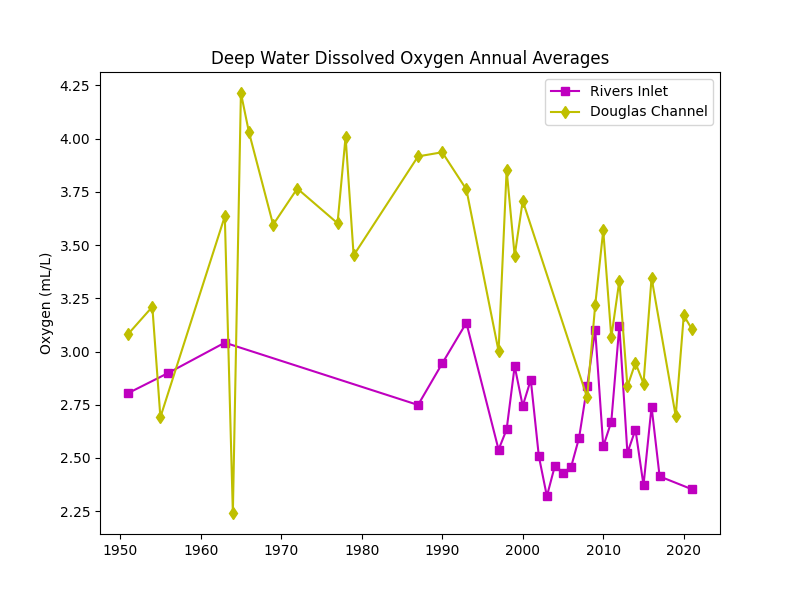 Deep Water Dissolved Oxygen Annual Averages
Rivers Inlet
Douglas Channel
Oxygen (mL/L)
4.25
4.00
3.75
3.50
3.25
3.00
2.75
2.50
2.25
1950 1960 1970 1980 1990 2000 2010 2020